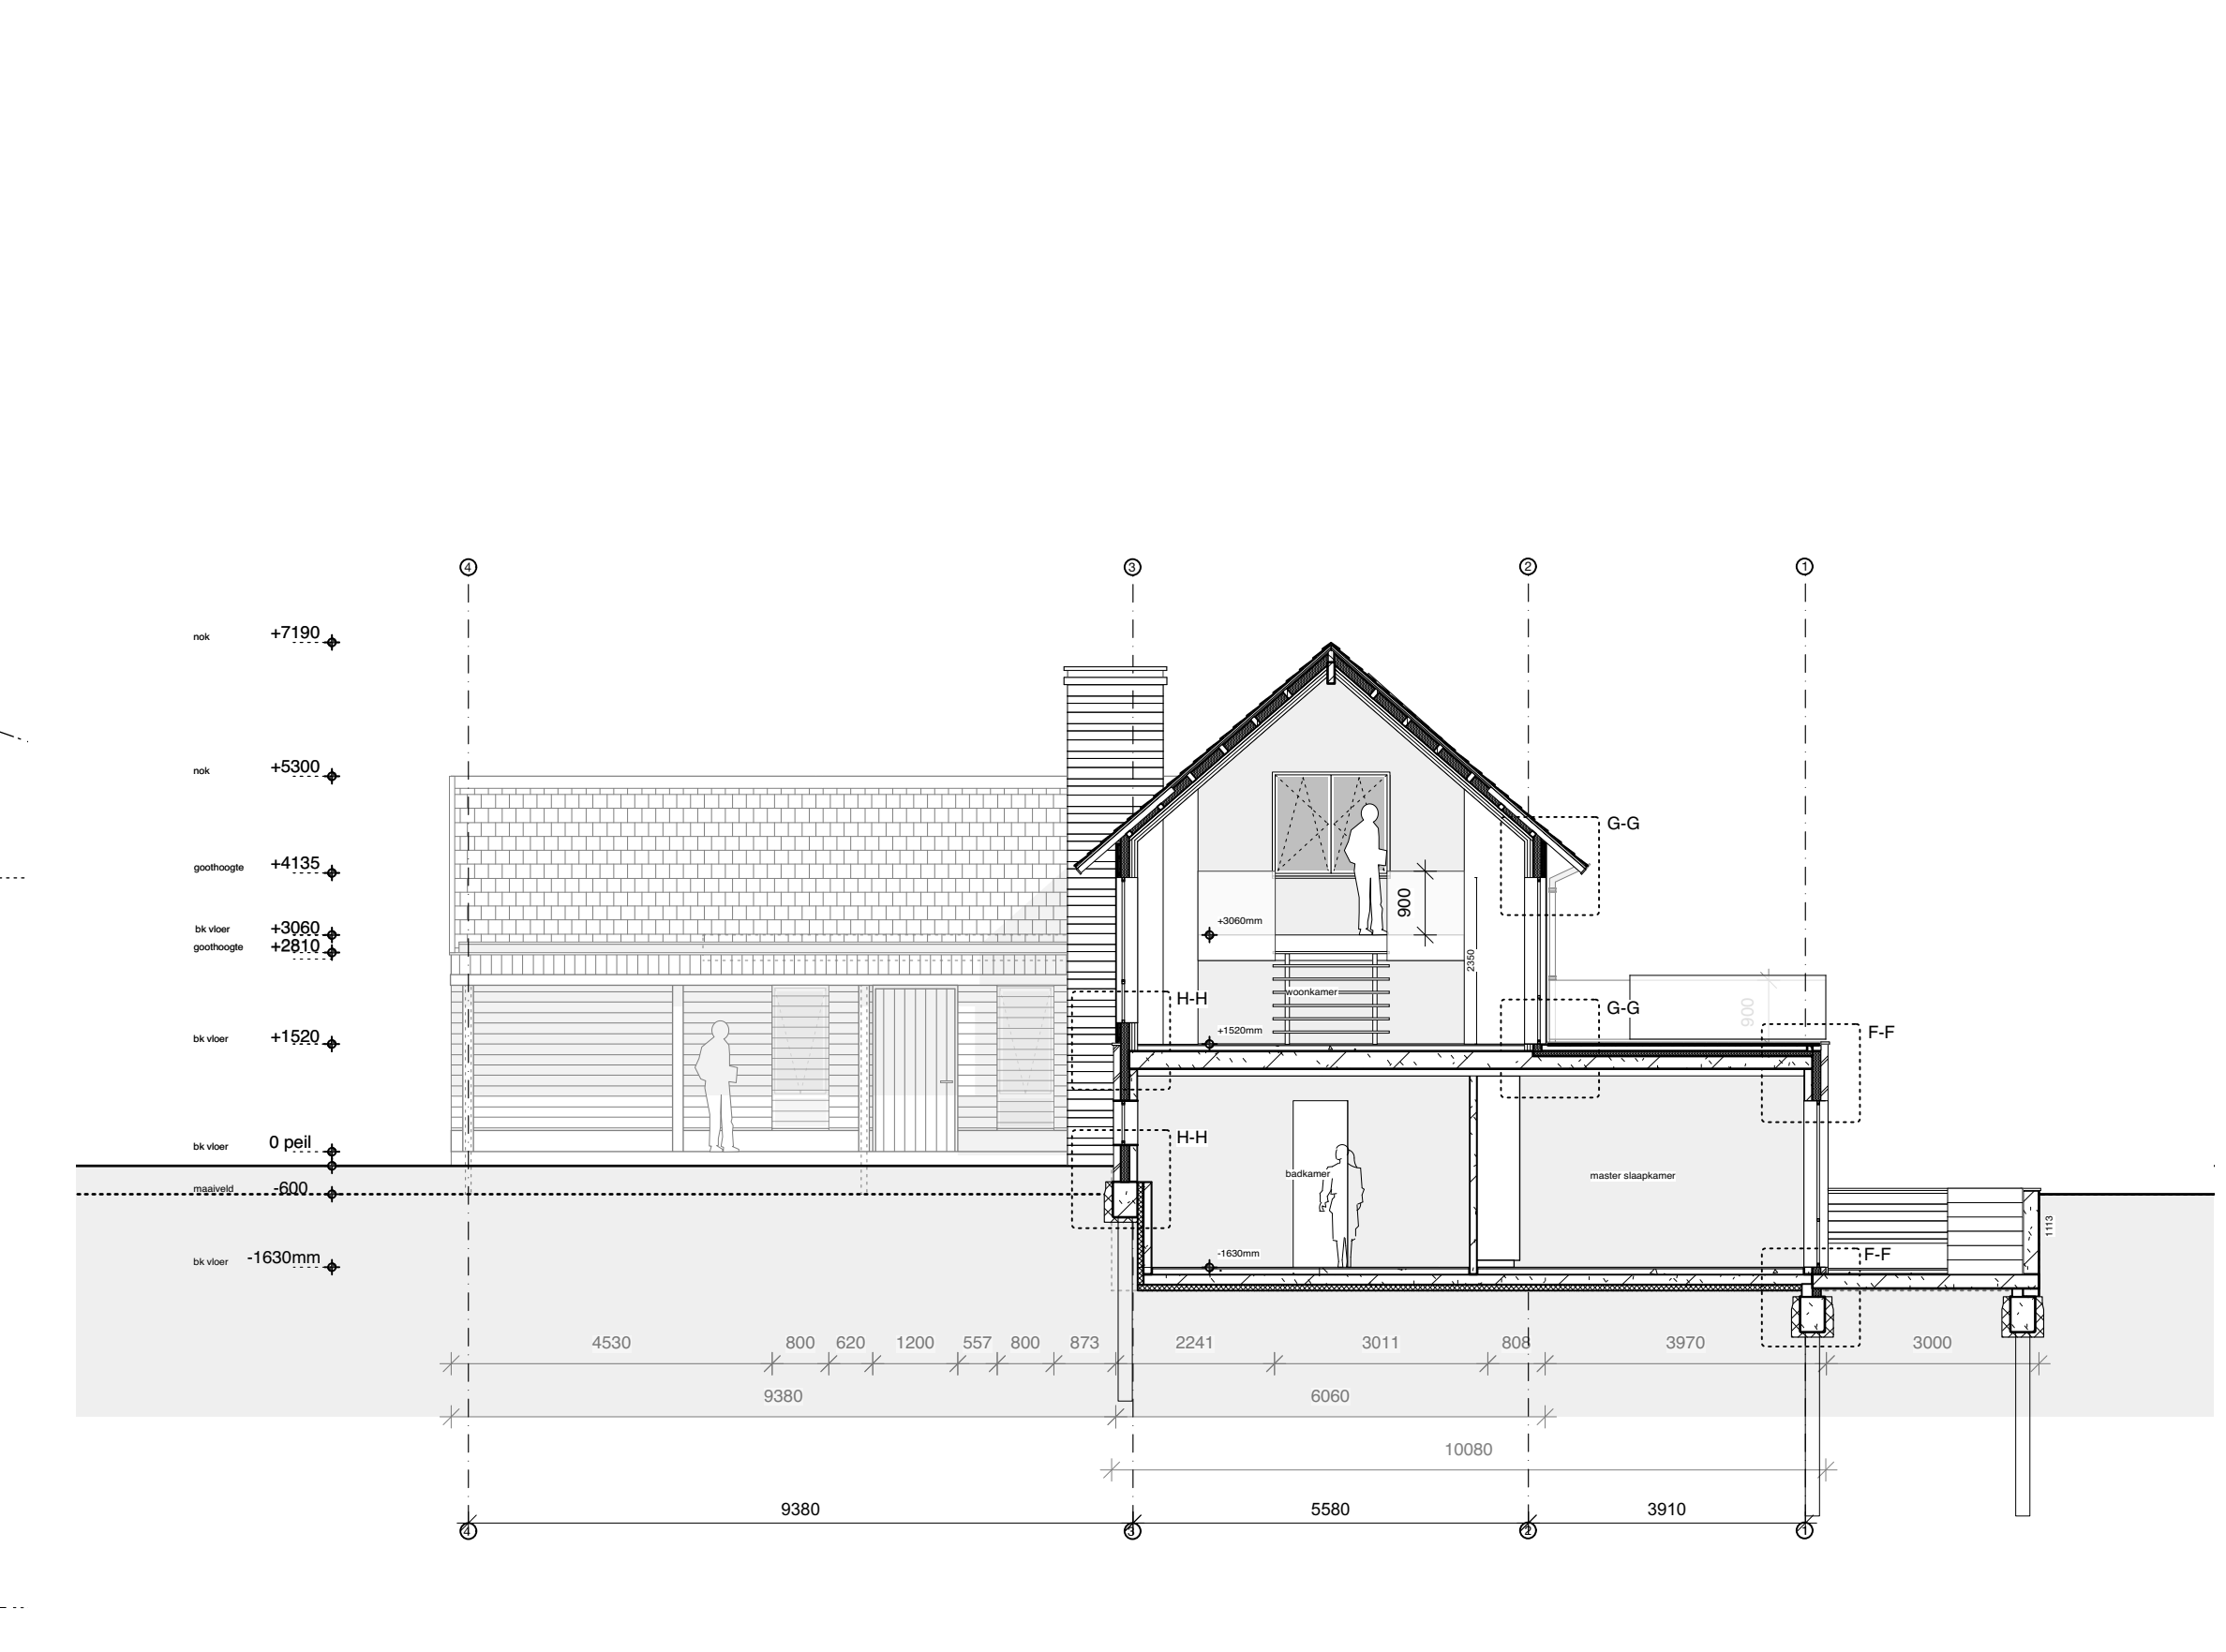 4 3 2 1
nok +7190
nok +5300
goothoogte +4135
bk vloer +3060
goothoogte +2810
bk vloer +1520
bk vloer 0 peil
maaiveld -600
bk vloer -1630mm
G-G
900
+3060mm
2350
woonkamer
H-H
G-G
900
+1520mm
F-F
H-H
badkamer
master slaapkamer
1113
-1630mm
F-F
4530 800 620 1200 557 800 873 2241 3011 808 3970 3000
9380 6060
10080
9380 5580 3910
4 3 2 1